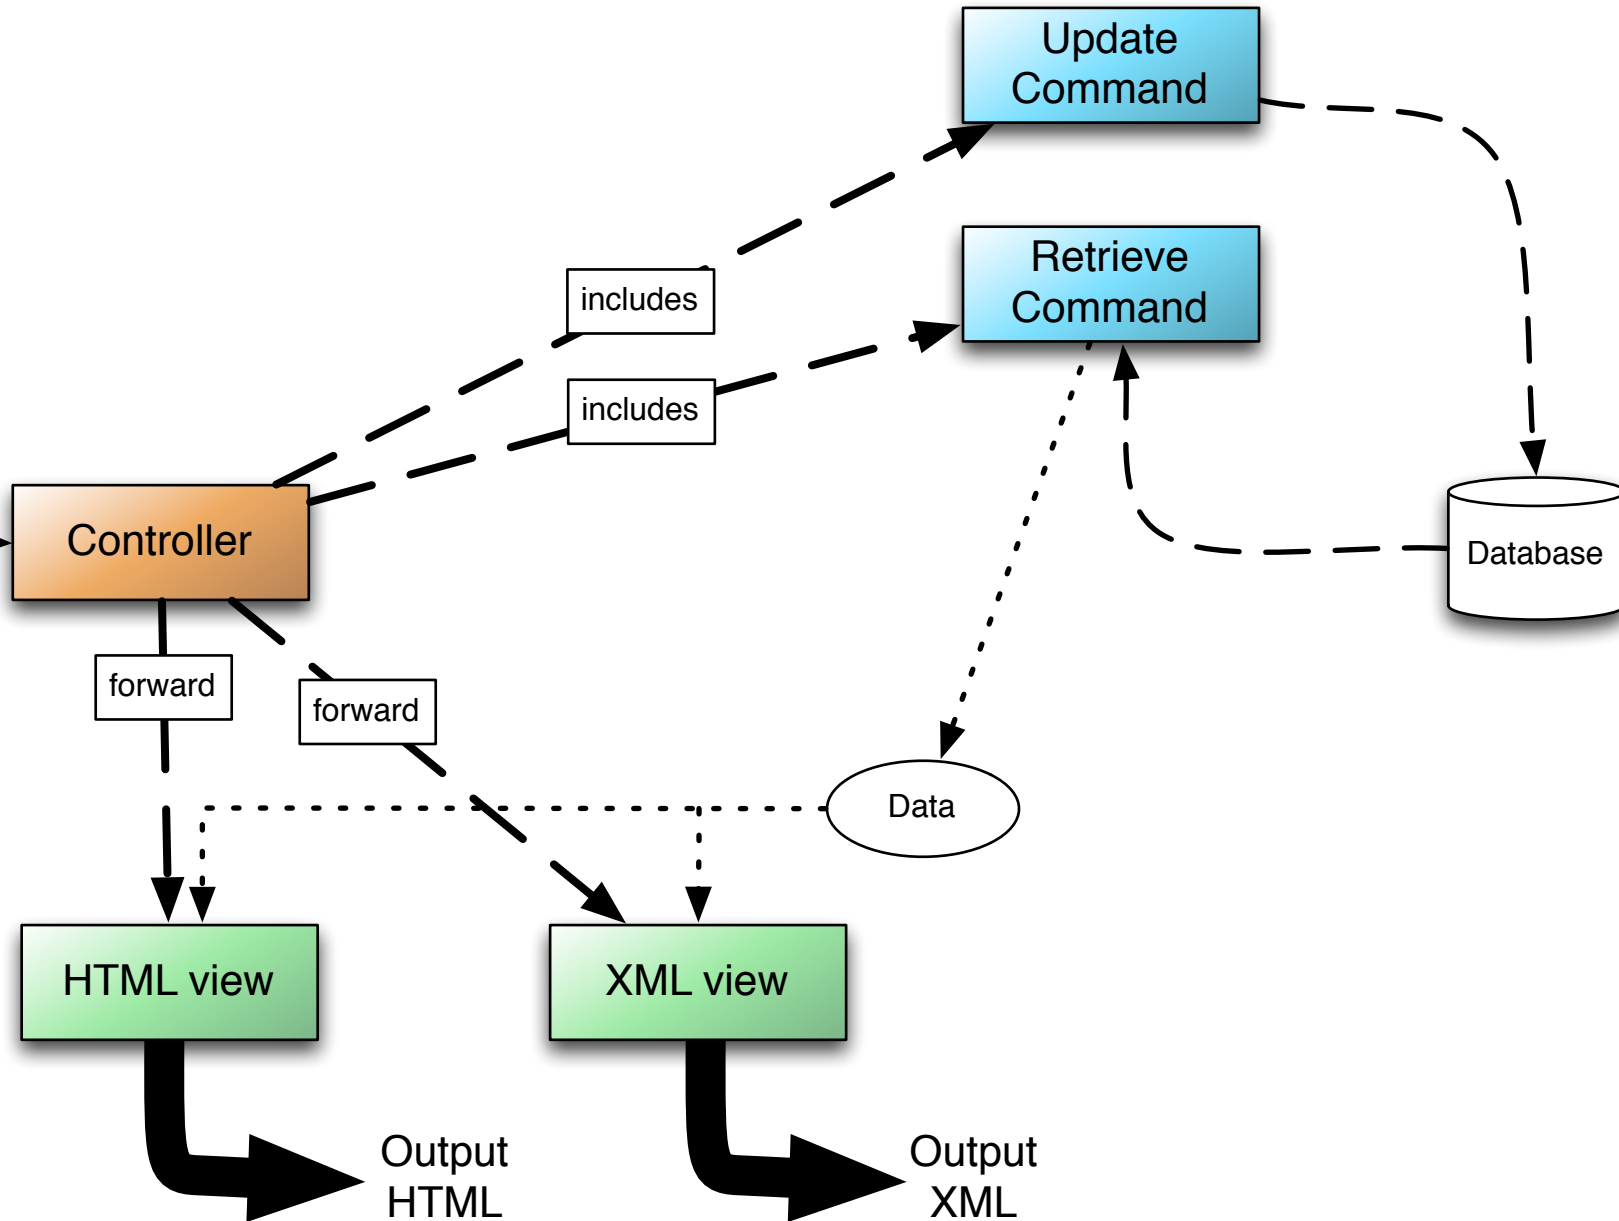 Update
Command
Retrieve
Command
includes
includes
Controller
Database
forward
forward
Data
HTML view
XML view
Output
HTML
Output
XML